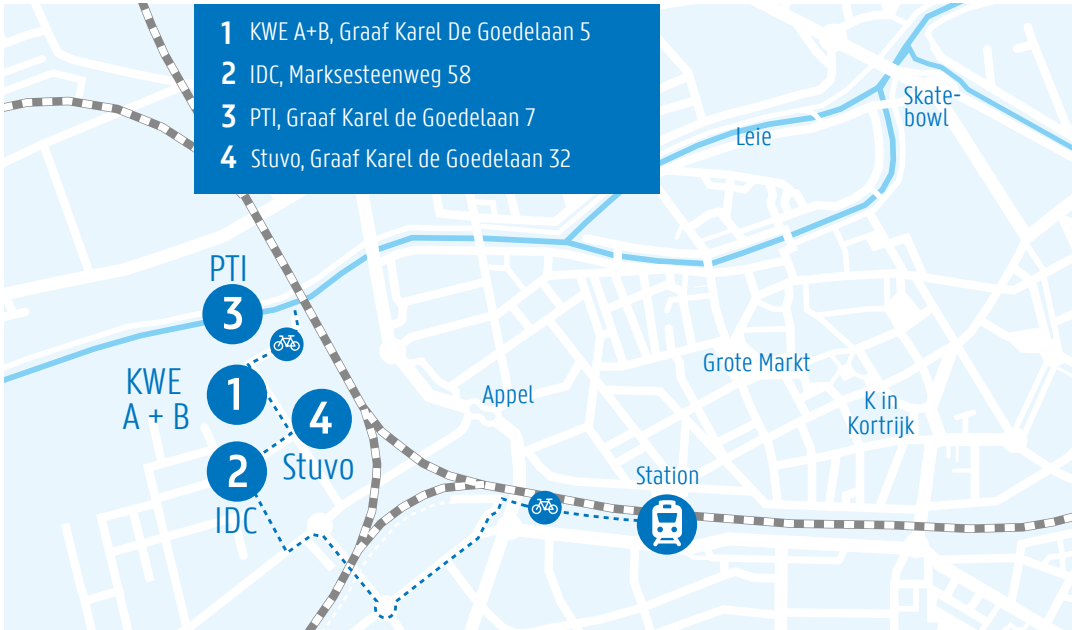 1 KWE A+B, Graaf Karel De Goedelaan 5
2 IDC, Marksesteenweg 58
3 PTI, Graaf Karel de Goedelaan 7
4 Stuvo, Graaf Karel de Goedelaan 32
Skate-
bowl
Leie
PTI
3
KWE
A + B
1
4
Stuvo
2
IDC
Appel
Grote Markt
K in
Kortrijk
Station